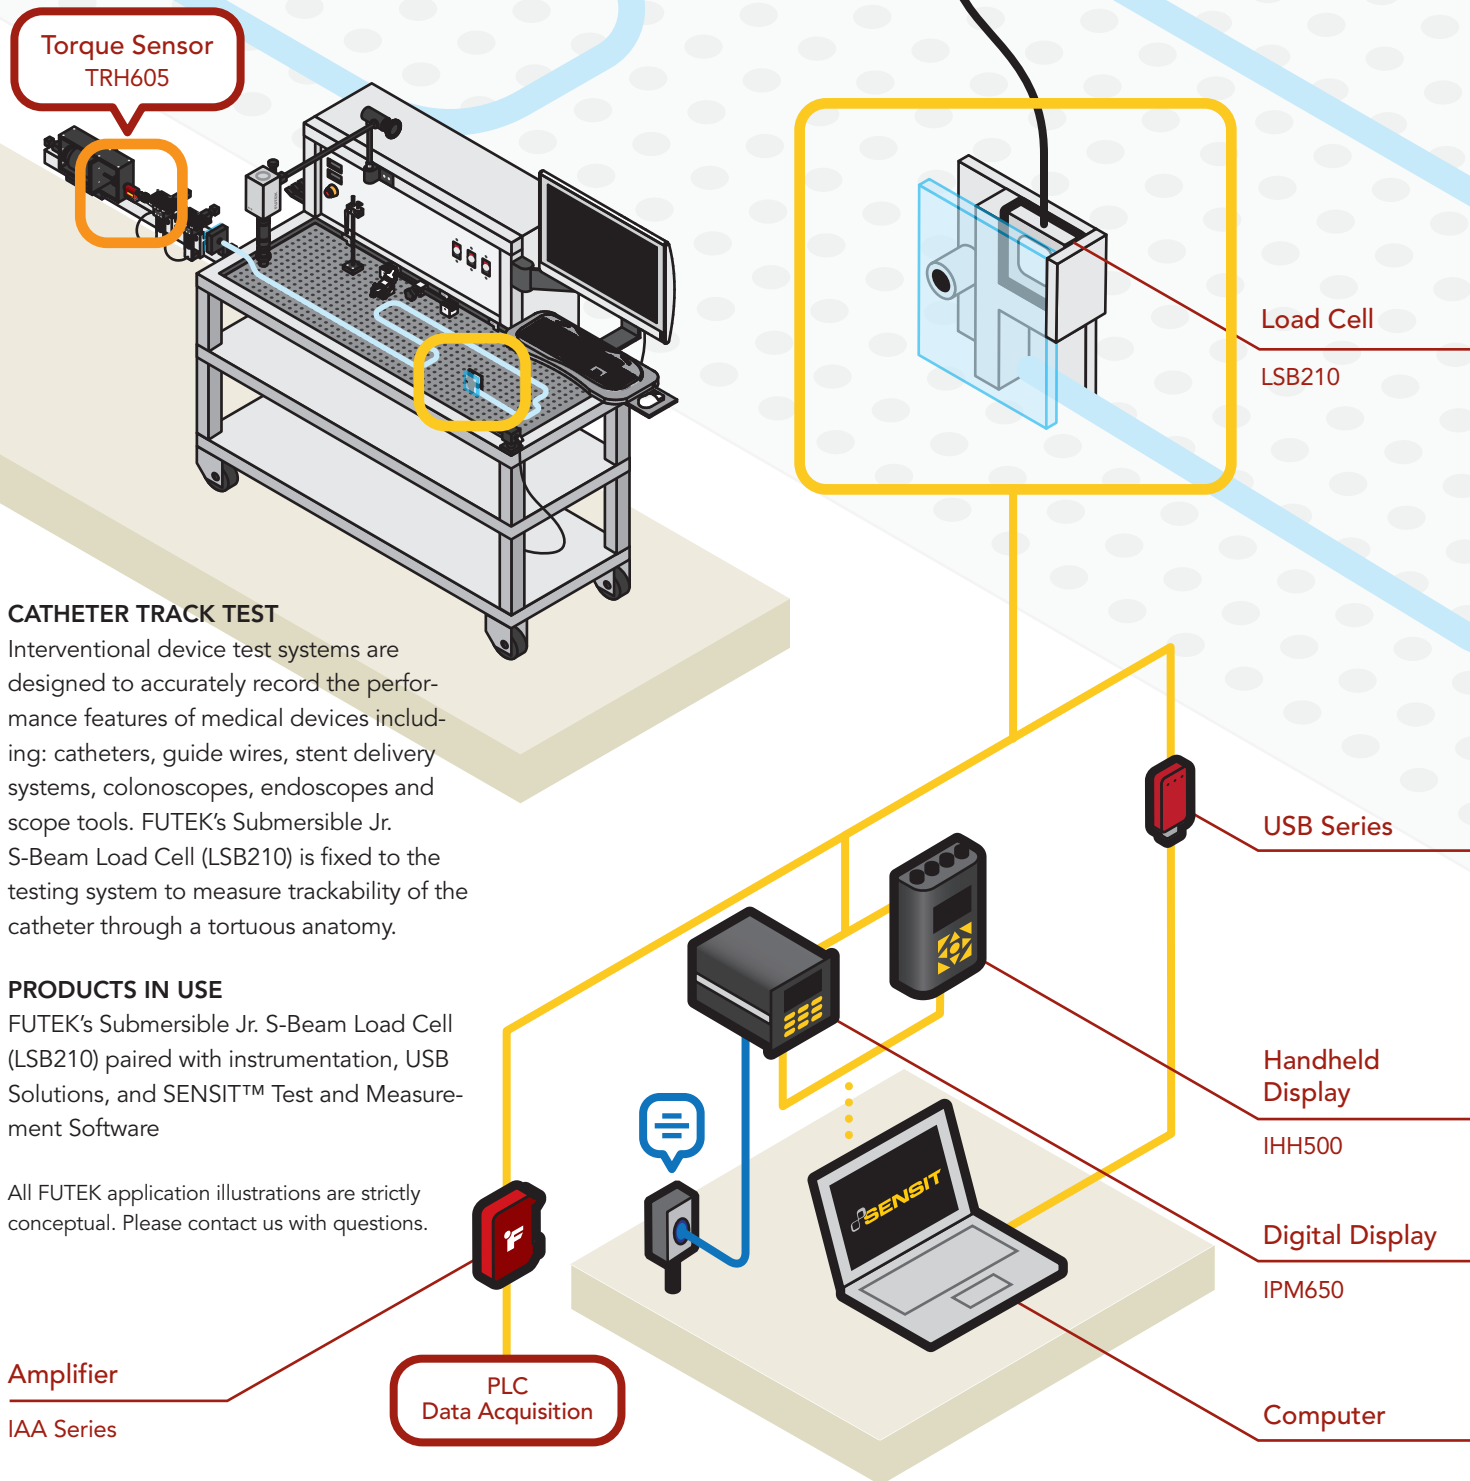 Torque Sensor
TRH605
Load Cell
LSB210
CATHETER TRACK TEST
Interventional device test systems are
designed to accurately record the perfor-
mance features of medical devices includ-
ing: catheters, guide wires, stent delivery
systems, colonoscopes, endoscopes and
scope tools. FUTEK’s Submersible Jr.
S-Beam Load Cell (LSB210) is fixed to the
testing system to measure trackability of the
catheter through a tortuous anatomy.
PRODUCTS IN USE
FUTEK’s Submersible Jr. S-Beam Load Cell
(LSB210) paired with instrumentation, USB
Solutions, and SENSIT™ Test and Measure-
ment Software
All FUTEK application illustrations are strictly
conceptual. Please contact us with questions.
USB Series
Handheld
Display
IHH500
Digital Display
IPM650
SENSIT
Computer
Amplifier
IAA Series
PLC
Data Acquisition